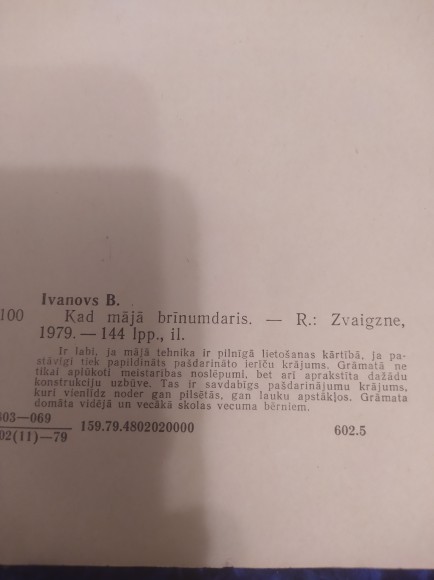 Ivanovs B.
100 Kad mājā brīnumdaris. — R.: Zvaigzne,
1979. — 144 lpp., il.
Ir labi, ja mājā tehnika ir pilnīgā lietošanas kārtībā, ja pa-
stāvīgi tiek papildināts pašdarināto ierīču krājums. Grāmatā ne
tikai aplūkoti meistarības noslēpumi, bet arī aprakstīta dažādu
konstrukciju uzbūve. Tas ir savdabīgs pašdarinājumu krājums,
kuri vienlīdz noder gan pilsētās, gan lauku apstākļos. Grāmata
domāta vidējā un vecākā skolas vecuma bērniem.
603—069
02(11)—79 159.79.4802020000 602.5